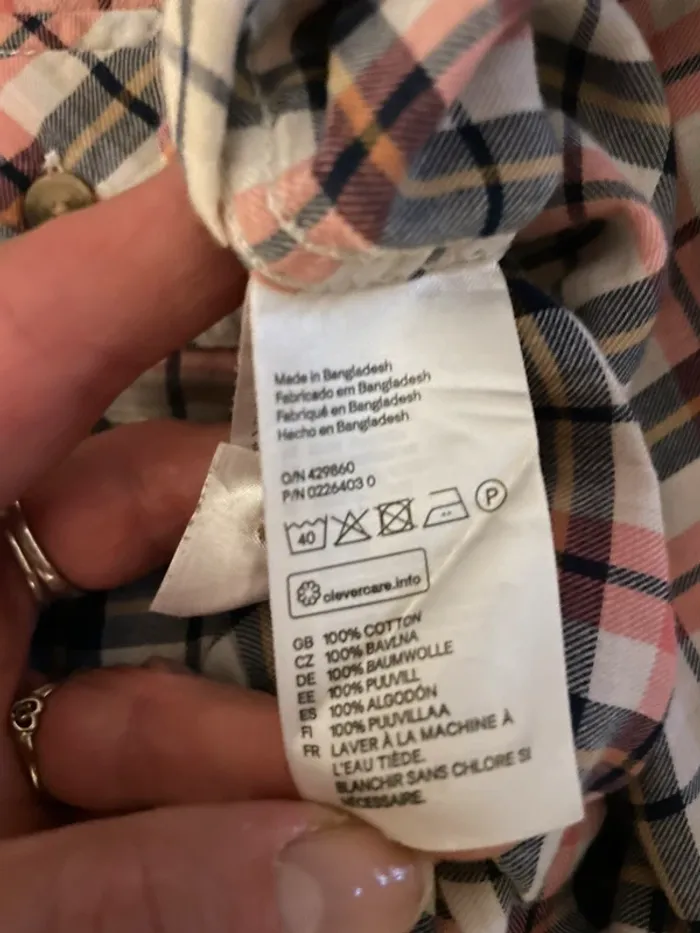 Made in Bangladesh
Fabricado em Bangladesh
Fabriqué en Bangladesh
Hecho en Bangladesh
O/N 429860
P/N 0226403 0
40 P
clevercare.info
GB 100% COTTON
CZ 100% BAVLNA
DE 100% BAUMWOLLE
EE 100% PUUVILL
ES 100% ALGODÓN
FI 100% PUUVILLAA
FR LAVER À LA MACHINE À
L'EAU TIÈDE.
BLANCHIR SANS CHLORE SI
NÉCESSAIRE.